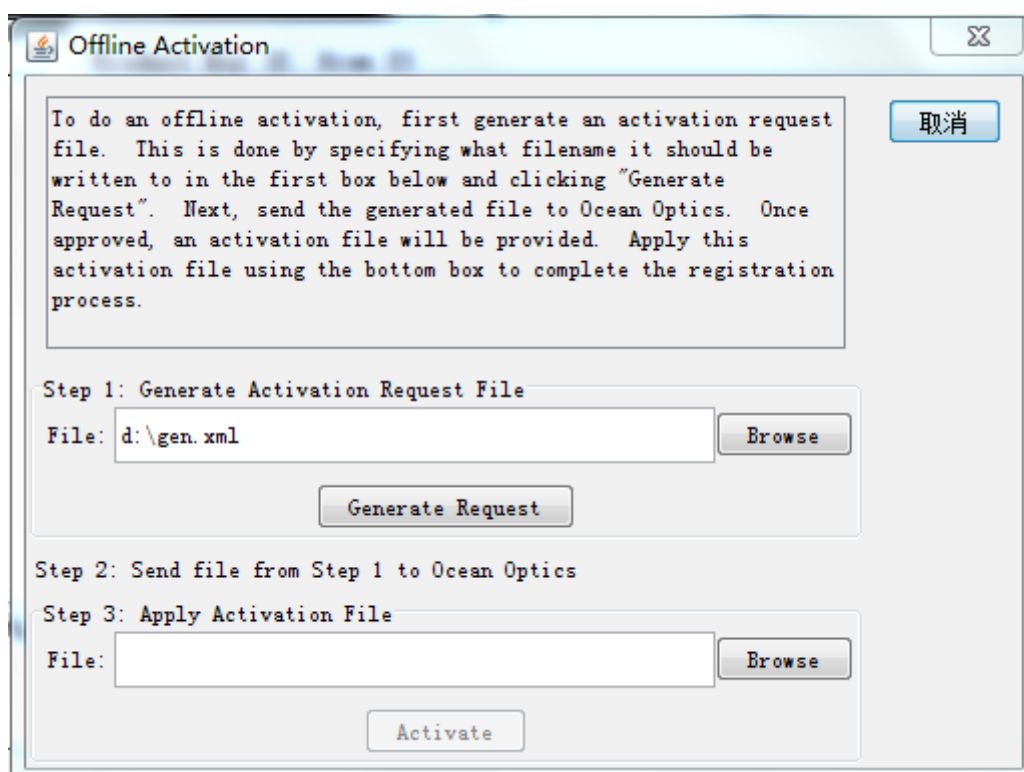 Offline Activation
To do an offline activation, first generate an activation request
file.  This is done by specifying what filename it should be
written to in the first box below and clicking "Generate
Request".  Next, send the generated file to Ocean Optics.  Once
approved, an activation file will be provided.  Apply this
activation file using the bottom box to complete the registration
process.
取消
Step 1: Generate Activation Request File
File: d:\gen.xml Browse
Generate Request
Step 2: Send file from Step 1 to Ocean Optics
Step 3: Apply Activation File
File: Browse
Activate